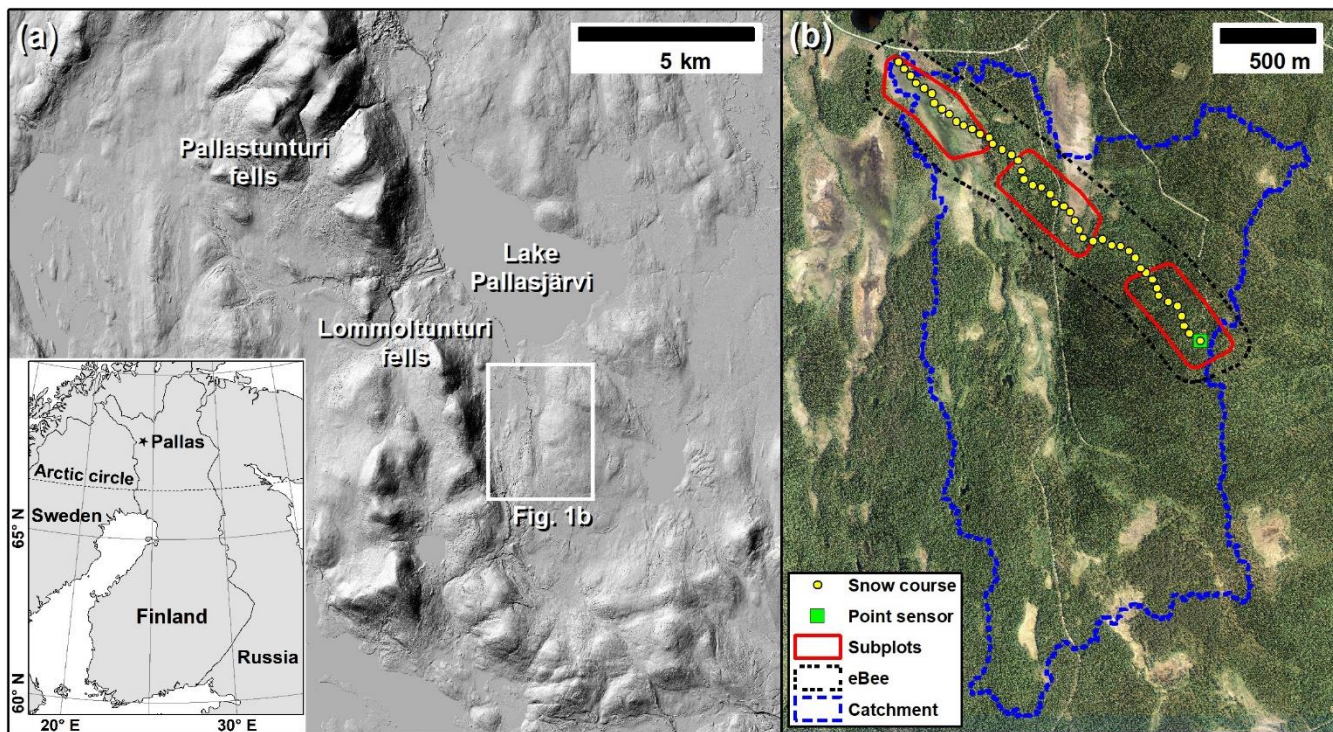 (a)
5 km
Pallastunturi
fells
Lake
Pallasjärvi
Lommoltunturi
fells
Fig. 1b
Pallas
Arctic circle
Sweden
65° N
Finland
Russia
60° N
20° E
30° E
(b)
500 m
Snow course
Point sensor
Subplots
eBee
Catchment